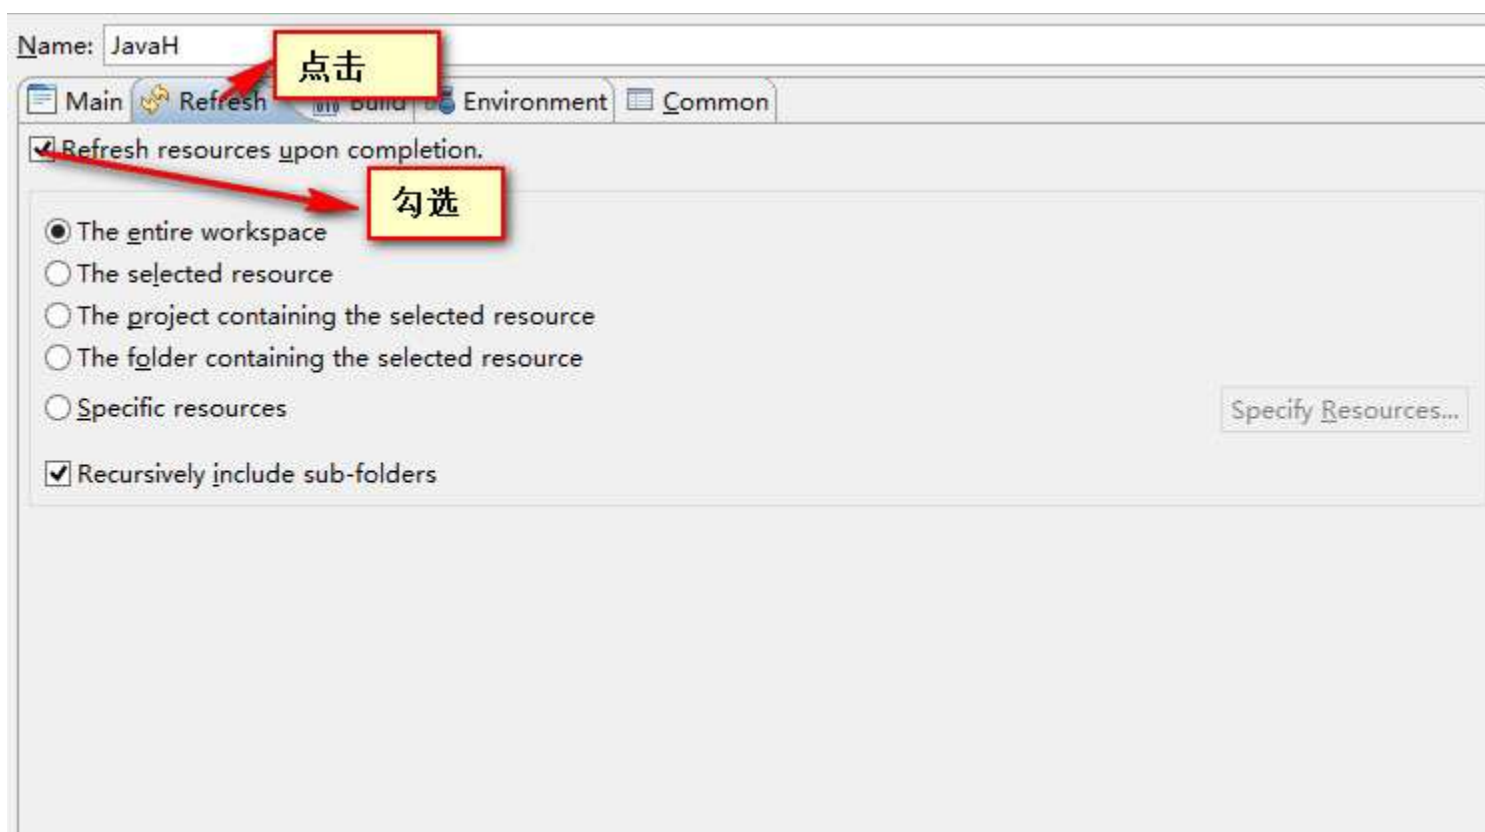 Name: JavaH
点击
Main Refresh Build Environment Common
Refresh resources upon completion.
勾选
The entire workspace
The selected resource
The project containing the selected resource
The folder containing the selected resource
Specific resources Specify Resources...
Recursively include sub-folders